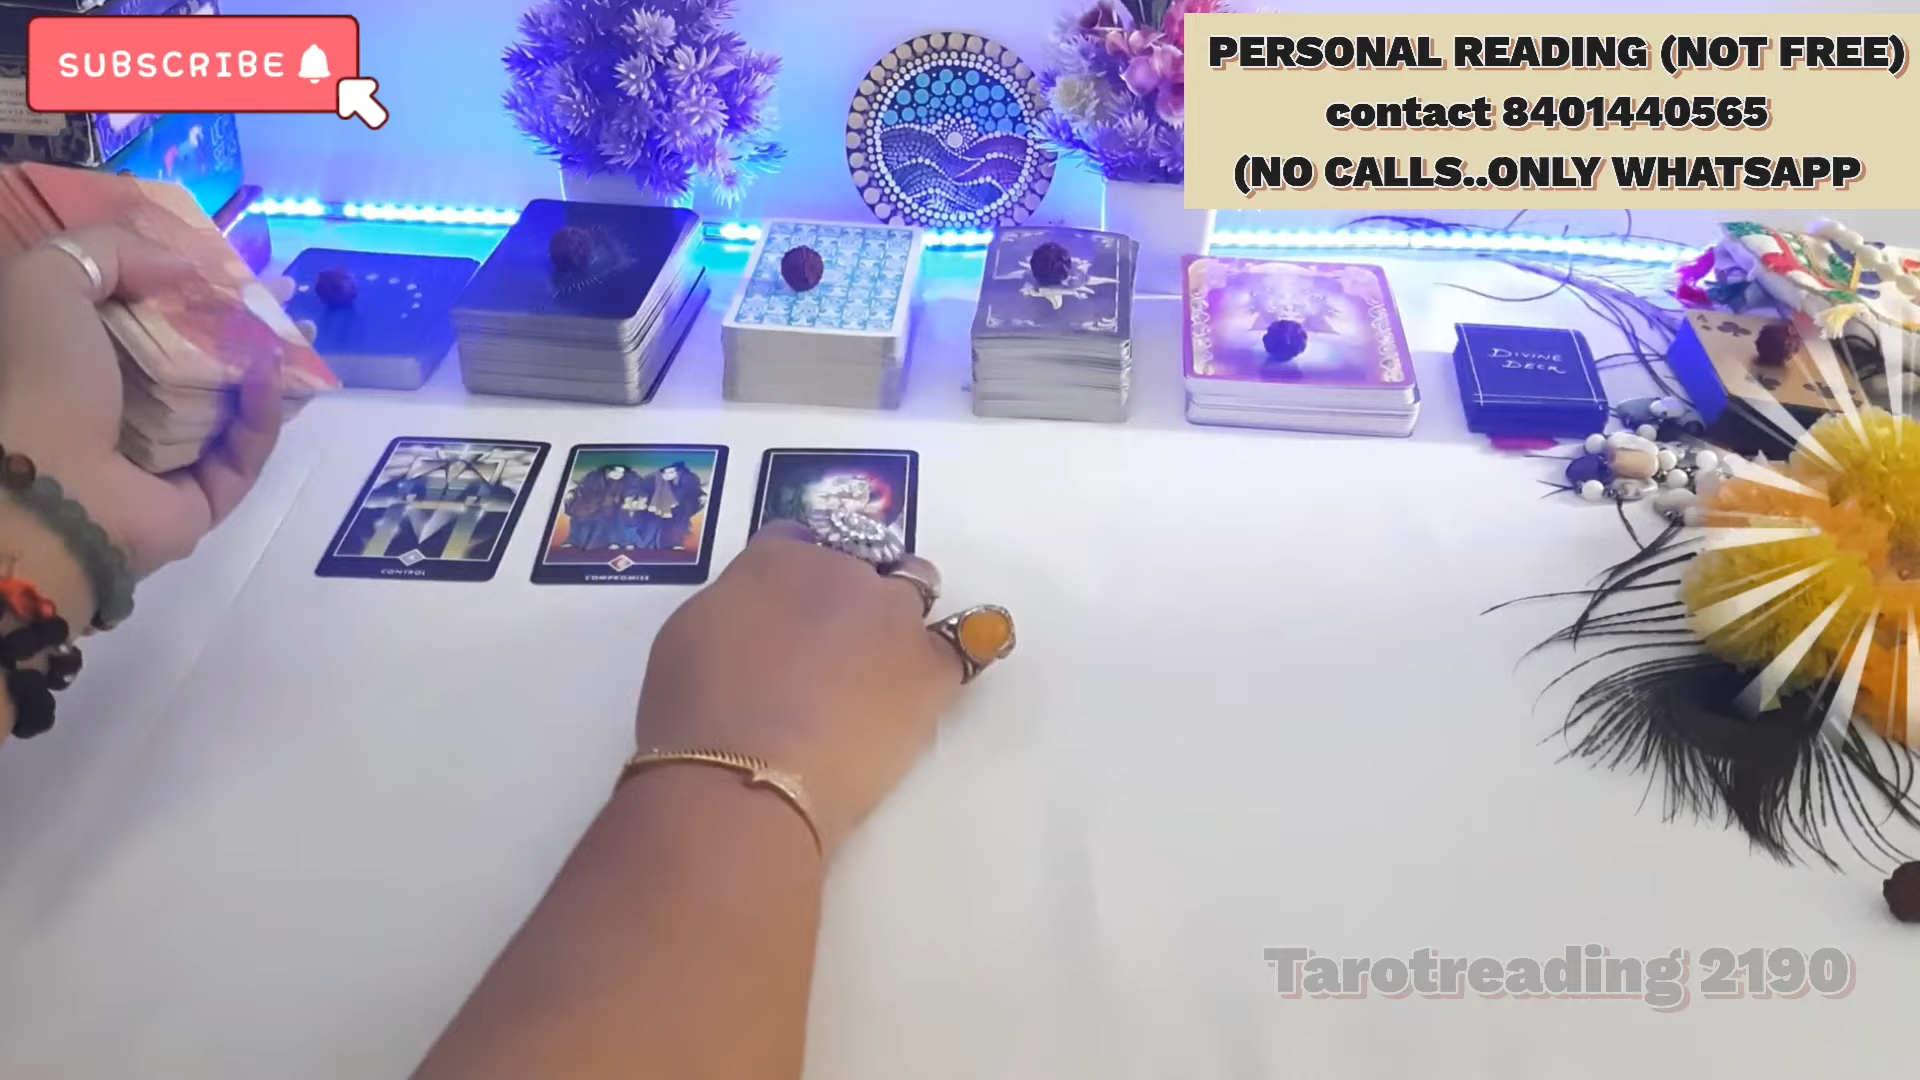 SUBSCRIBE
PERSONAL READING (NOT FREE)
contact 8401440565
(NO CALLS..ONLY WHATSAPP
DIVINE
DECK
CONTROL
COMPROMISE
Tarotreading 2190